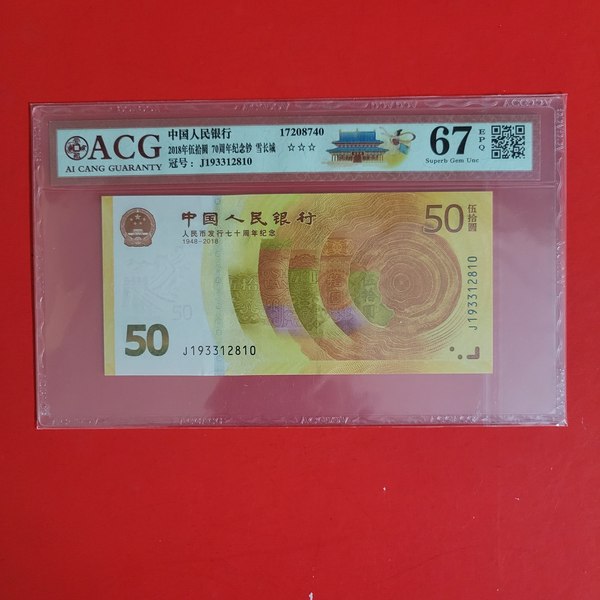 ACG
AI CANG GUARANTY
中国人民银行 17208740
2018年伍拾圆 70周年纪念钞 雪长城 ☆☆☆
冠号: J193312810
67 EPQ
Superb Gem Unc
中国人民银行
人民币发行七十周年纪念
1948-2018
50 伍拾圆
J193312810
50
50
J193312810